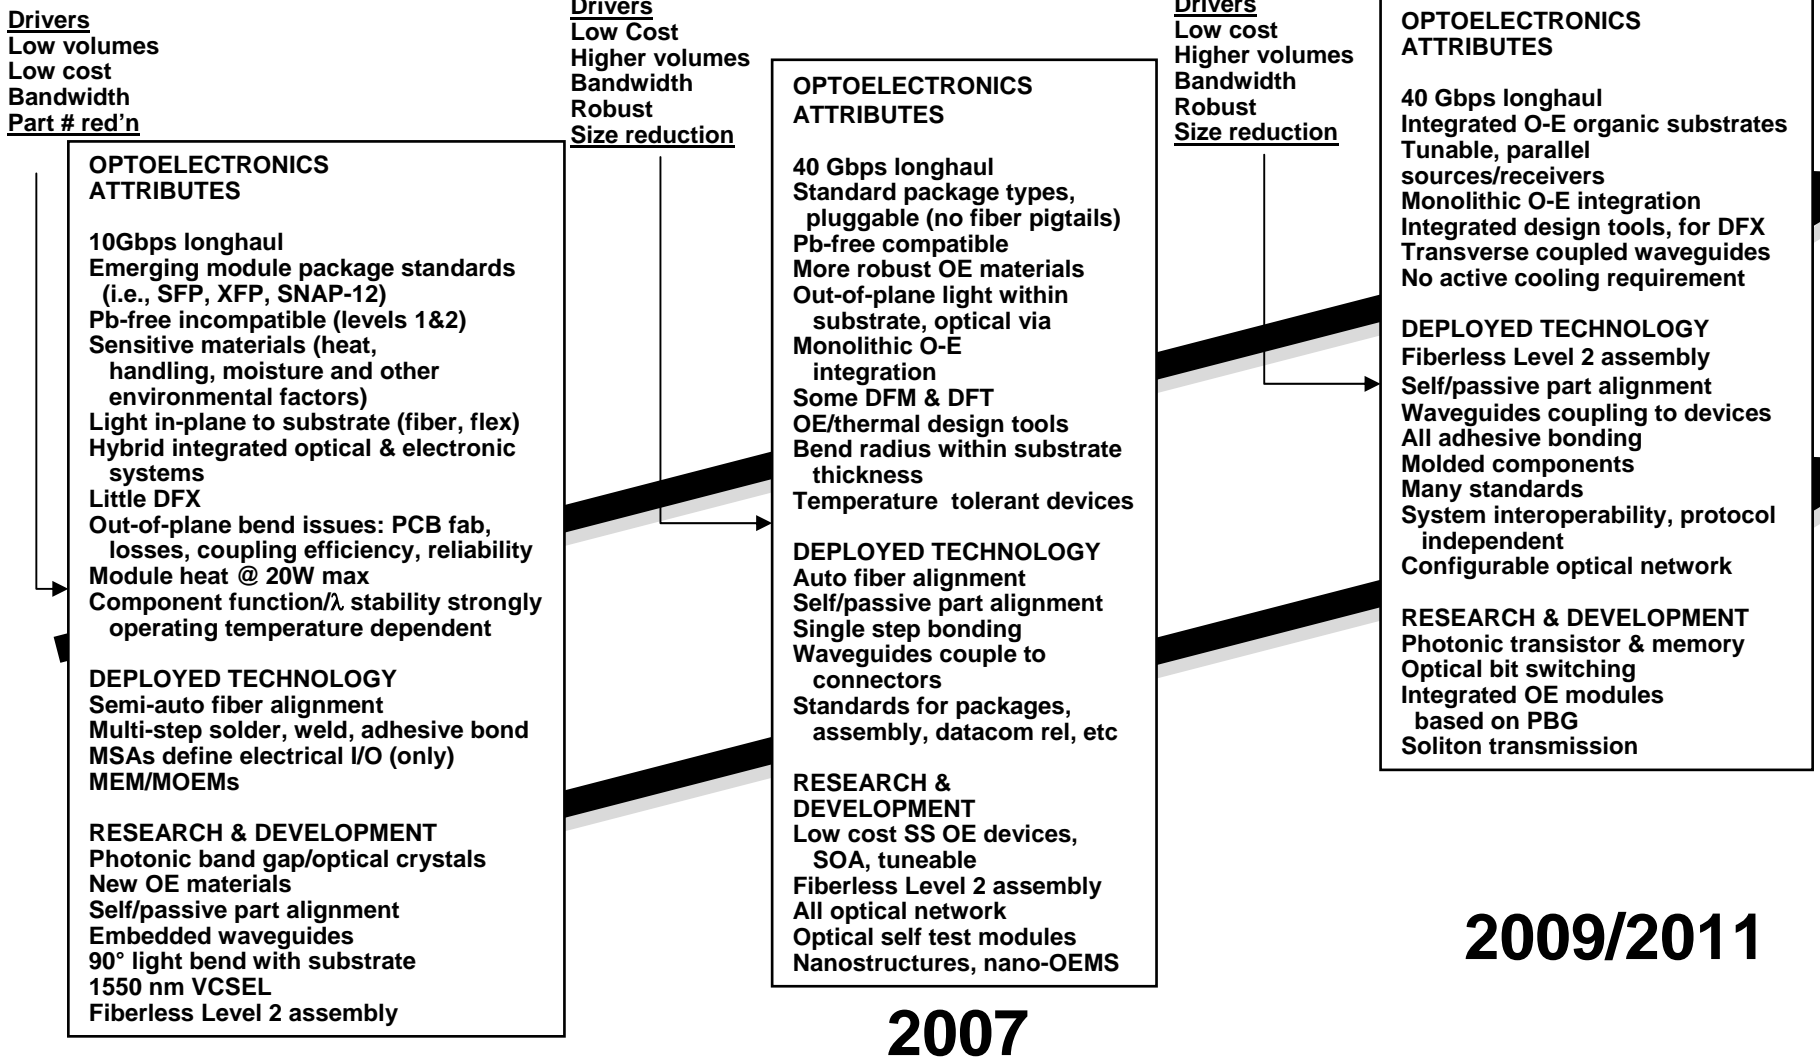 Drivers
Low volumes
Low cost
Bandwidth
Part # red'n
OPTOELECTRONICS
ATTRIBUTES
10Gbps longhaul
Emerging module package standards
(i.e., SFP, XFP, SNAP-12)
Pb-free incompatible (levels 1&2)
Sensitive materials (heat,
handling, moisture and other
environmental factors)
Light in-plane to substrate (fiber, flex)
Hybrid integrated optical & electronic
systems
Little DFX
Out-of-plane bend issues: PCB fab,
losses, coupling efficiency, reliability
Module heat @ 20W max
Component function/λ stability strongly
operating temperature dependent
DEPLOYED TECHNOLOGY
Semi-auto fiber alignment
Multi-step solder, weld, adhesive bond
MSAs define electrical I/O (only)
MEM/MOEMs
RESEARCH & DEVELOPMENT
Photonic band gap/optical crystals
New OE materials
Self/passive part alignment
Embedded waveguides
90° light bend with substrate
1550 nm VCSEL
Fiberless Level 2 assembly
Drivers
Low Cost
Higher volumes
Bandwidth
Robust
Size reduction
OPTOELECTRONICS
ATTRIBUTES
40 Gbps longhaul
Standard package types,
pluggable (no fiber pigtails)
Pb-free compatible
More robust OE materials
Out-of-plane light within
substrate, optical via
Monolithic O-E
integration
Some DFM & DFT
OE/thermal design tools
Bend radius within substrate
thickness
Temperature tolerant devices
DEPLOYED TECHNOLOGY
Auto fiber alignment
Self/passive part alignment
Single step bonding
Waveguides couple to
connectors
Standards for packages,
assembly, datacom rel, etc
RESEARCH &
DEVELOPMENT
Low cost SS OE devices,
SOA, tuneable
Fiberless Level 2 assembly
All optical network
Optical self test modules
Nanostructures, nano-OEMS
2007
Drivers
Low cost
Higher volumes
Bandwidth
Robust
Size reduction
OPTOELECTRONICS
ATTRIBUTES
40 Gbps longhaul
Integrated O-E organic substrates
Tunable, parallel
sources/receivers
Monolithic O-E integration
Integrated design tools, for DFX
Transverse coupled waveguides
No active cooling requirement
DEPLOYED TECHNOLOGY
Fiberless Level 2 assembly
Self/passive part alignment
Waveguides coupling to devices
All adhesive bonding
Molded components
Many standards
System interoperability, protocol
independent
Configurable optical network
RESEARCH & DEVELOPMENT
Photonic transistor & memory
Optical bit switching
Integrated OE modules
based on PBG
Soliton transmission
2009/2011